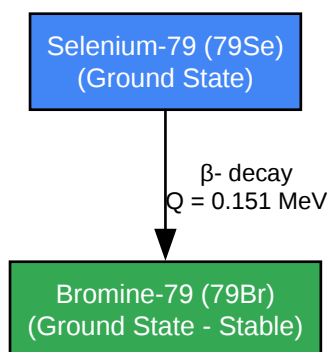 Selenium-79 (79Se)
(Ground State)
β- decay
Q = 0.151 MeV
Bromine-79 (79Br)
(Ground State - Stable)